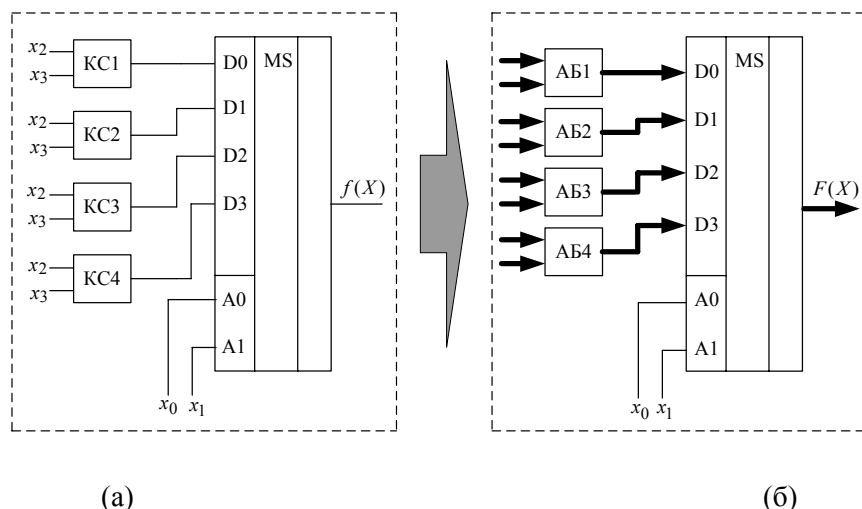 x2
x3
КС1
x2
x3
КС2
x2
x3
КС3
x2
x3
КС4
D0
D1
D2
D3
A0
A1
MS
f(X)
x0 x1
АБ1
АБ2
АБ3
АБ4
D0
D1
D2
D3
A0
A1
MS
F(X)
x0 x1
(а)
(б)